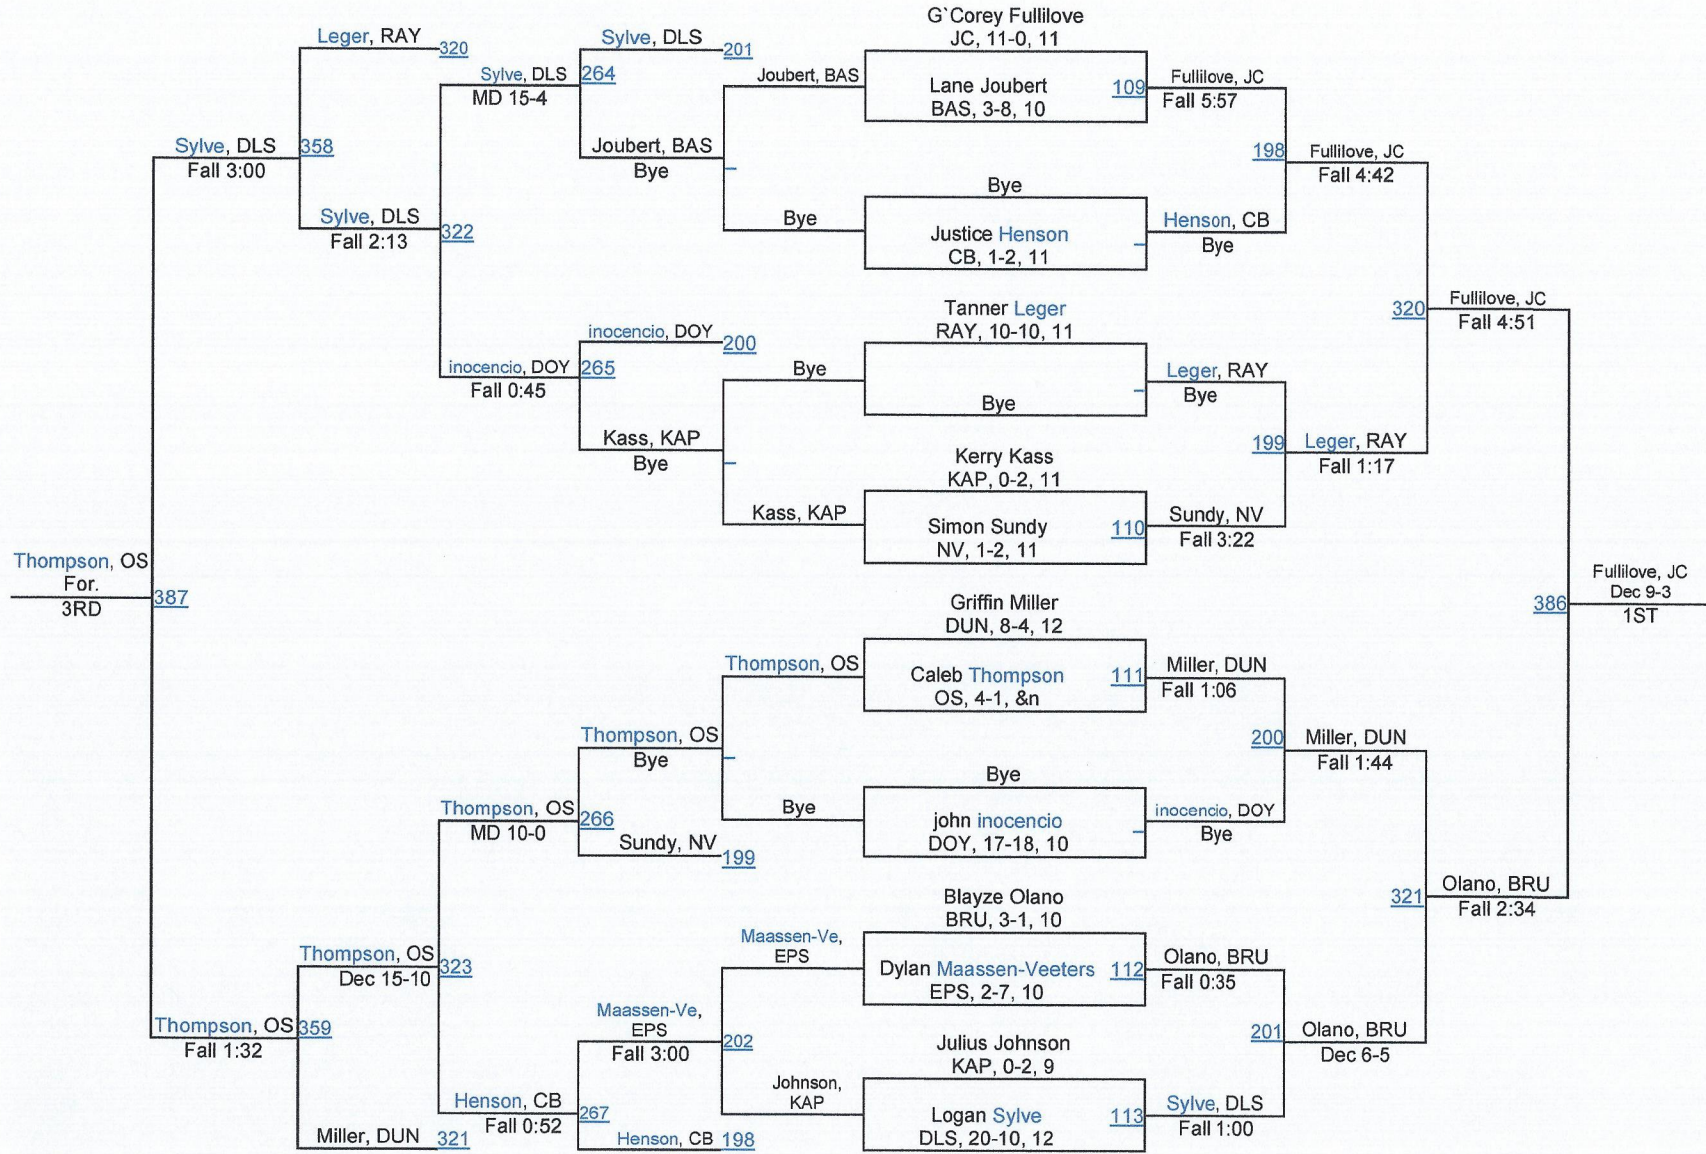 G`Corey Fullilove
JC, 11-0, 11
Lane Joubert
BAS, 3-8, 10
109
Fullilove, JC
Fall 5:57
Bye
Justice Henson
CB, 1-2, 11
Henson, CB
Bye
198
Fullilove, JC
Fall 4:42
Tanner Leger
RAY, 10-10, 11
Bye
Leger, RAY
Bye
Kerry Kass
KAP, 0-2, 11
Simon Sundy
NV, 1-2, 11
110
Sundy, NV
Fall 3:22
199
Leger, RAY
Fall 1:17
320
Fullilove, JC
Fall 4:51
Griffin Miller
DUN, 8-4, 12
Caleb Thompson
OS, 4-1, &n
111
Miller, DUN
Fall 1:06
Bye
john inocencio
DOY, 17-18, 10
inocencio, DOY
Bye
200
Miller, DUN
Fall 1:44
Blayze Olano
BRU, 3-1, 10
Dylan Maassen-Veeters
EPS, 2-7, 10
112
Olano, BRU
Fall 0:35
Julius Johnson
KAP, 0-2, 9
Logan Sylve
DLS, 20-10, 12
113
Sylve, DLS
Fall 1:00
201
Olano, BRU
Dec 6-5
321
Olano, BRU
Fall 2:34
386
Fullilove, JC
Dec 9-3
1ST
Joubert, BAS
Bye
Sylve, DLS
201
Joubert, BAS
Bye
264
Sylve, DLS
MD 15-4
Bye
Kass, KAP
inocencio, DOY
200
Kass, KAP
Bye
265
inocencio, DOY
Fall 0:45
322
Sylve, DLS
Fall 2:13
Leger, RAY
320
358
Sylve, DLS
Fall 3:00
Thompson, OS
Bye
Thompson, OS
Bye
Sundy, NV
199
266
Thompson, OS
MD 10-0
Maassen-Ve,
EPS
Johnson,
KAP
202
Maassen-Ve,
EPS
Fall 3:00
Henson, CB
198
267
Henson, CB
Fall 0:52
323
Thompson, OS
Dec 15-10
Miller, DUN
321
359
Thompson, OS
Fall 1:32
387
Thompson, OS
For.
3RD